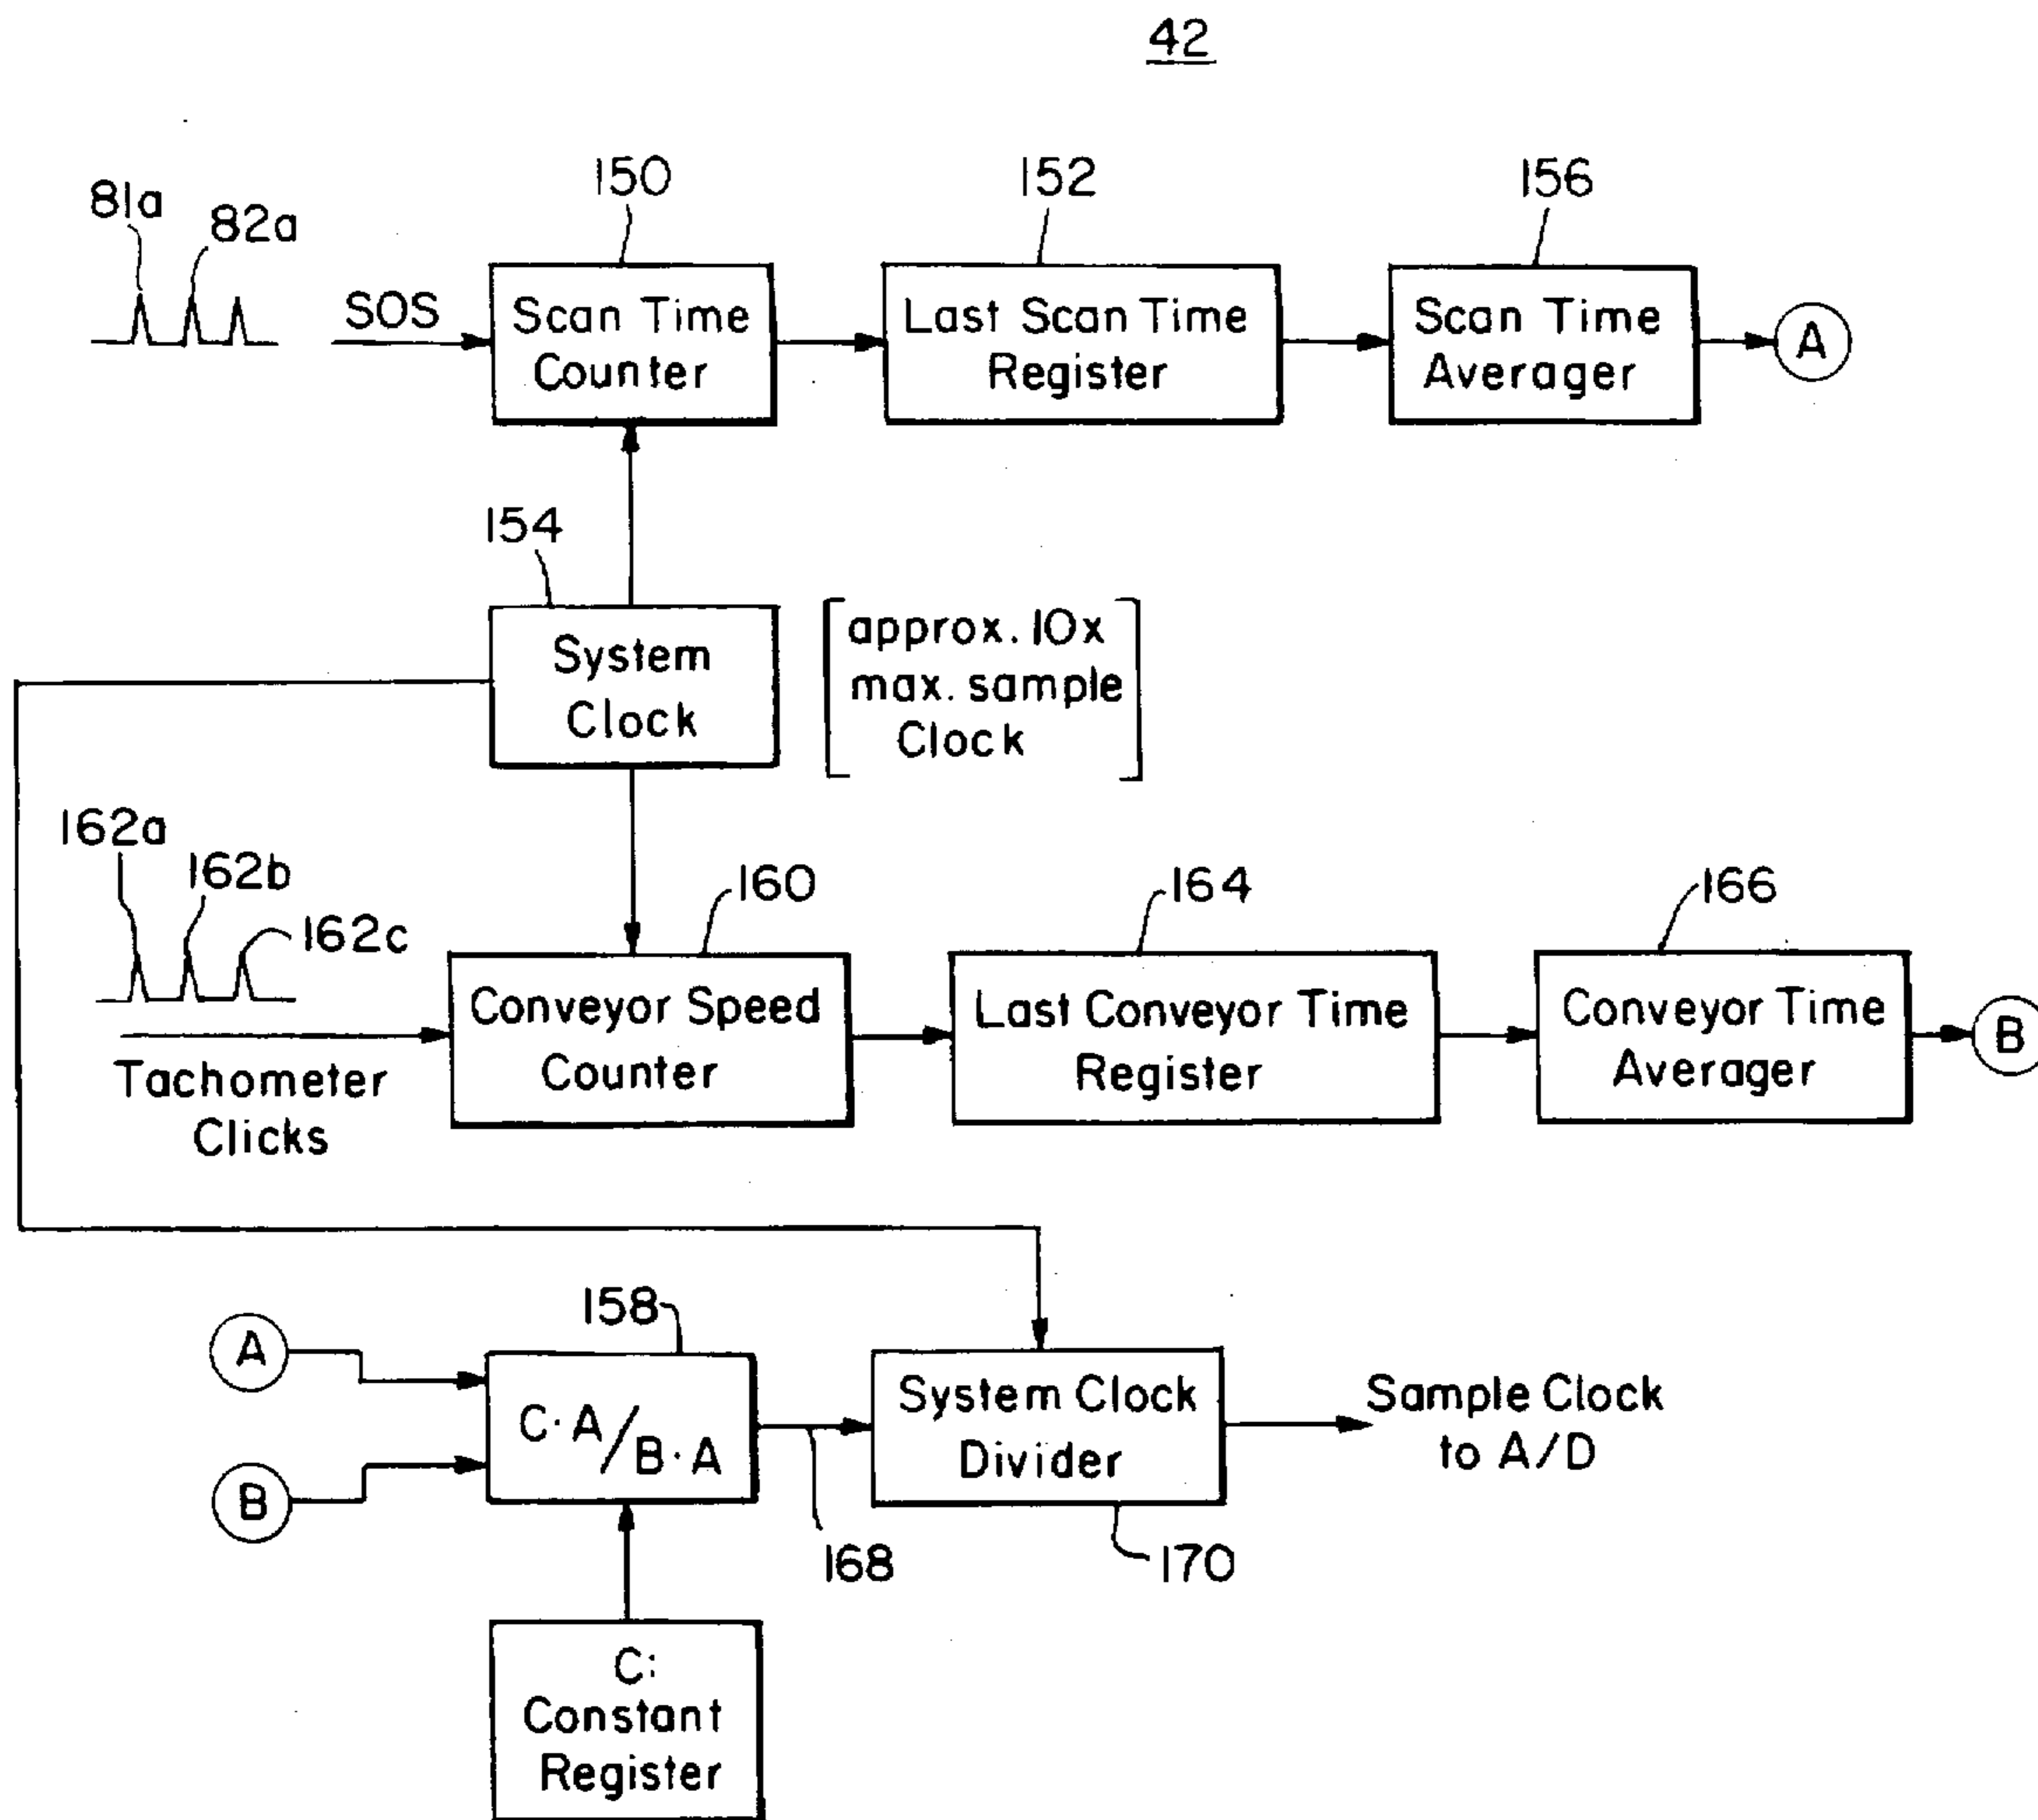 42
81a
82a
150
152
156
SOS
Scan Time
Counter
Last Scan Time
Register
Scan Time
Averager
A
154
System
Clock
approx. 10x
max. sample
Clock
162a
162b
162c
160
164
166
Tachometer
Clicks
Conveyor Speed
Counter
Last Conveyor Time
Register
Conveyor Time
Averager
B
A
B
158
C·A/B·A
168
System Clock
Divider
170
Sample Clock
to A/D
C:
Constant
Register